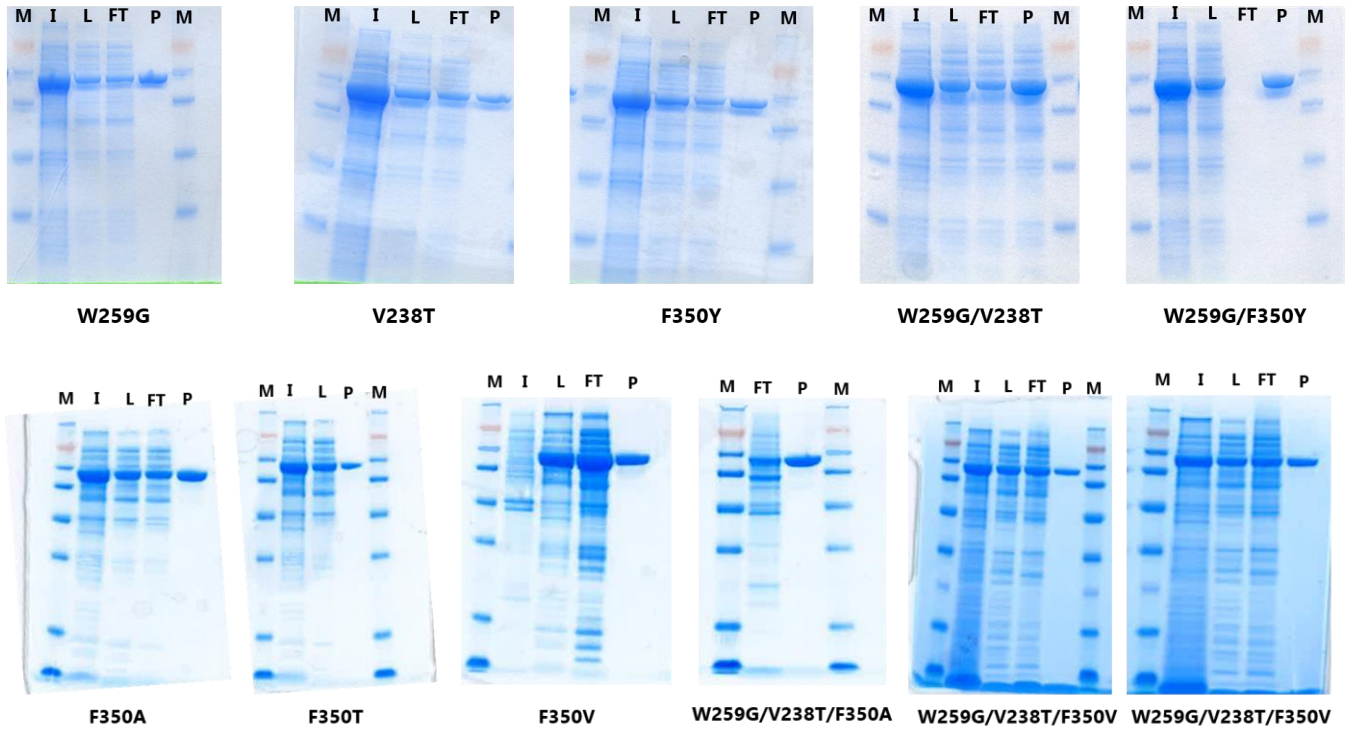 M I L FT P M
M I L FT P
M I L FT P M
M I L FT P M
M I L FT P M
W259G
V238T
F350Y
W259G/V238T
W259G/F350Y
M I L FT P
M I L P M
M I L FT P
M FT P M
M I L FT P M
M I L FT P
F350A
F350T
F350V
W259G/V238T/F350A
W259G/V238T/F350V
W259G/V238T/F350V